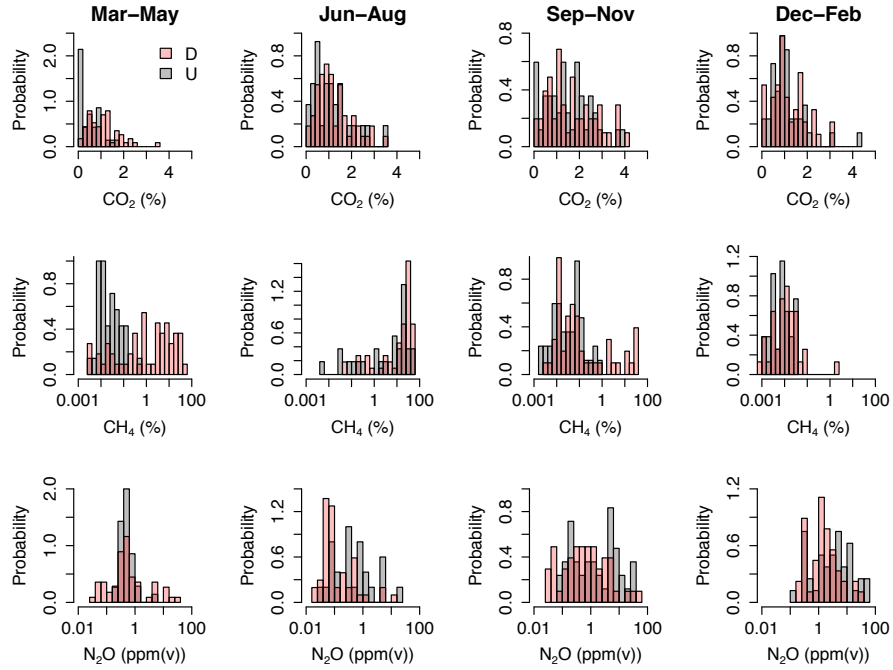 Mar–May Jun–Aug Sep–Nov Dec–Feb
Probability 0.0 1.0 2.0 D U 0 2 4 CO₂ (%)
Probability 0.0 0.4 0.8 0 2 4 CO₂ (%)
Probability 0.0 0.4 0.8 0 2 4 CO₂ (%)
Probability 0.0 0.4 0.8 0 2 4 CO₂ (%)
Probability 0.0 0.4 0.8 0.001 1 100 CH₄ (%)
Probability 0.0 0.6 1.2 0.001 1 100 CH₄ (%)
Probability 0.0 0.4 0.8 0.001 1 100 CH₄ (%)
Probability 0.0 0.4 0.8 1.2 0.001 1 100 CH₄ (%)
Probability 0.0 1.0 2.0 0.01 1 100 N₂O (ppm(v))
Probability 0.0 0.6 1.2 0.01 1 100 N₂O (ppm(v))
Probability 0.0 0.4 0.8 0.01 1 100 N₂O (ppm(v))
Probability 0.0 0.6 1.2 0.01 1 100 N₂O (ppm(v))